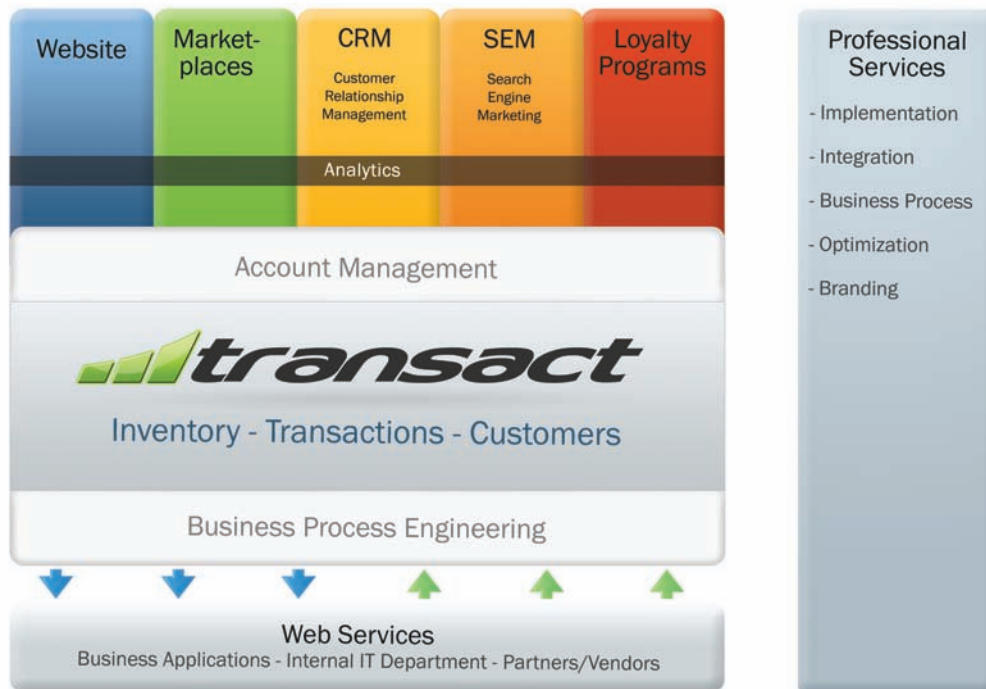 Website
Market-
places
CRM
Customer
Relationship
Management
SEM
Search
Engine
Marketing
Loyalty
Programs
Analytics
Account Management
transact
Inventory - Transactions - Customers
Business Process Engineering
Web Services
Business Applications - Internal IT Department - Partners/Vendors
Professional
Services
- Implementation
- Integration
- Business Process
- Optimization
- Branding